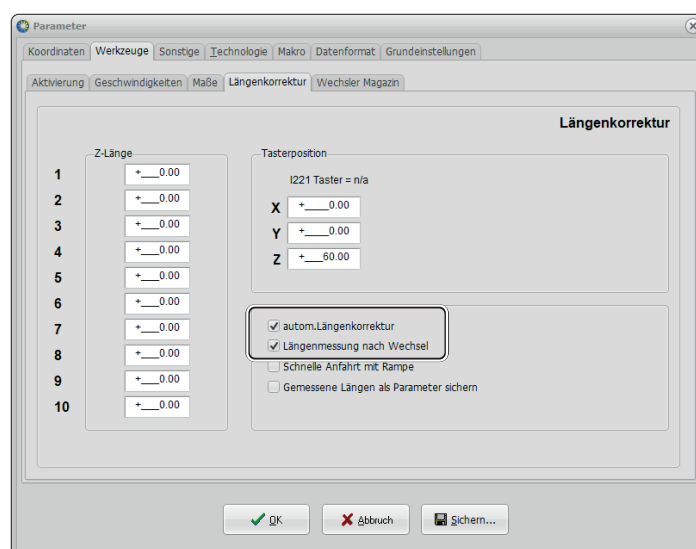 Parameter
Koordinaten Werkzeuge Sonstige Technologie Makro Datenformat Grundeinstellungen
Aktivierung Geschwindigkeiten Maße Längenkorrektur Wechsler Magazin
Längenkorrektur
Z-Länge
1 +___0.00
2 +___0.00
3 +___0.00
4 +___0.00
5 +___0.00
6 +___0.00
7 +___0.00
8 +___0.00
9 +___0.00
10 +___0.00
Tasterposition
I221 Taster = n/a
X +____0.00
Y +____0.00
Z +___60.00
autom.Längenkorrektur
Längenmessung nach Wechsel
Schnelle Anfahrt mit Rampe
Gemessene Längen als Parameter sichern
OK Abbruch Sichern...